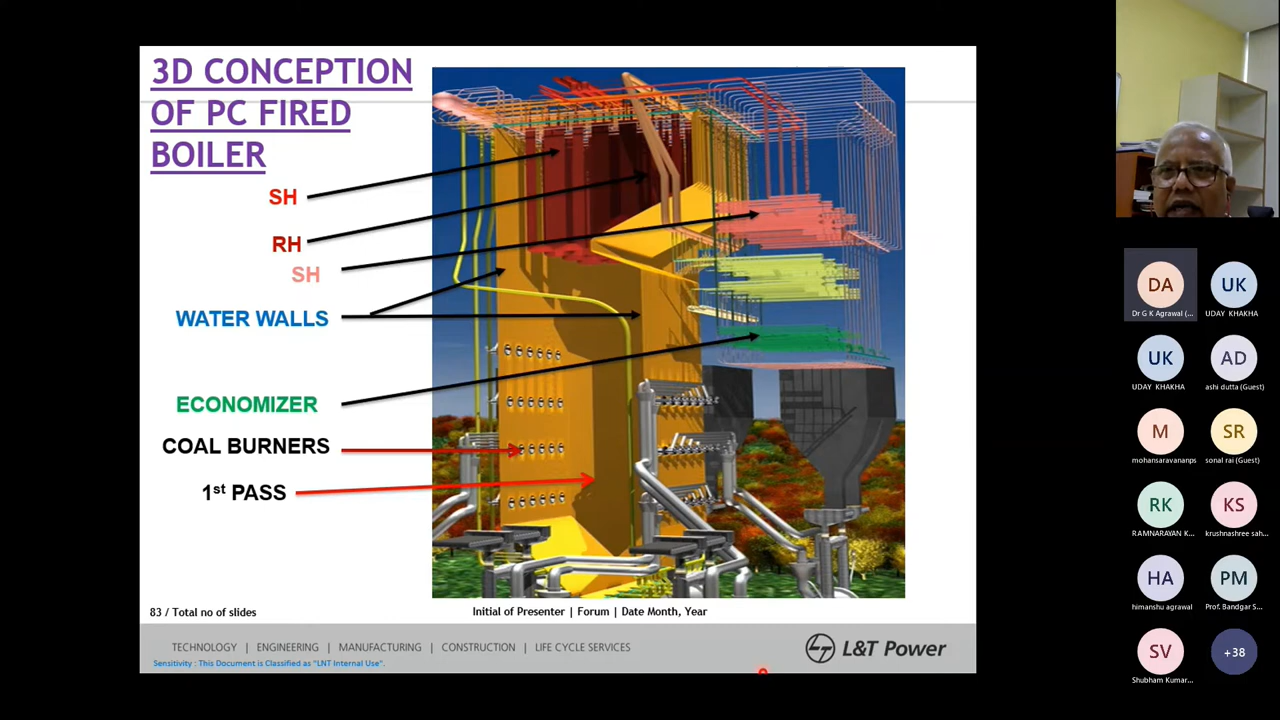 3D CONCEPTION
OF PC FIRED
BOILER
SH
RH
SH
WATER WALLS
ECONOMIZER
COAL BURNERS
1st PASS
83 / Total no of slides
Initial of Presenter | Forum | Date Month, Year
TECHNOLOGY | ENGINEERING | MANUFACTURING | CONSTRUCTION | LIFE CYCLE SERVICES
L&T Power
Sensitivity : This Document is Classified as "LNT Internal Use".
DA
UK
Dr G K Agrawal (...
UDAY KHAKHA
UK
AD
UDAY KHAKHA
ashi dutta (Guest)
M
SR
mohansaravananps
sonal rai (Guest)
RK
KS
RAMNARAYAN K...
krushnashree sah...
HA
PM
himanshu agrawal
Prof. Bandgar S...
SV
+38
Shubham Kumar...